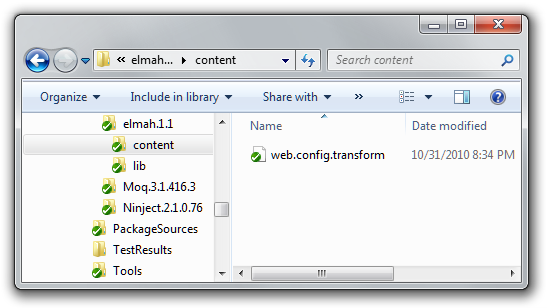 « elmah... ▸ content
Search content
Organize Include in library Share with »
elmah.1.1
content
lib
Moq.3.1.416.3
Ninject.2.1.0.76
PackageSources
TestResults
Tools
Name Date modified
web.config.transform 10/31/2010 8:34 PM